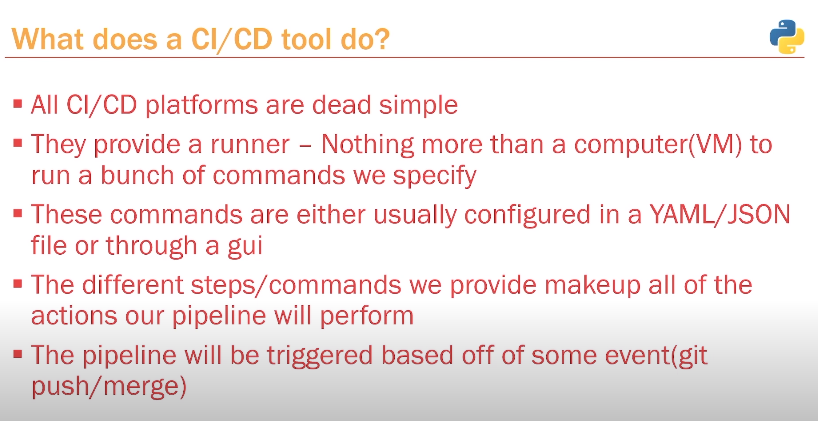 What does a CI/CD tool do?
▪ All CI/CD platforms are dead simple
▪ They provide a runner – Nothing more than a computer(VM) to
run a bunch of commands we specify
▪ These commands are either usually configured in a YAML/JSON
file or through a gui
▪ The different steps/commands we provide makeup all of the
actions our pipeline will perform
▪ The pipeline will be triggered based off of some event(git
push/merge)